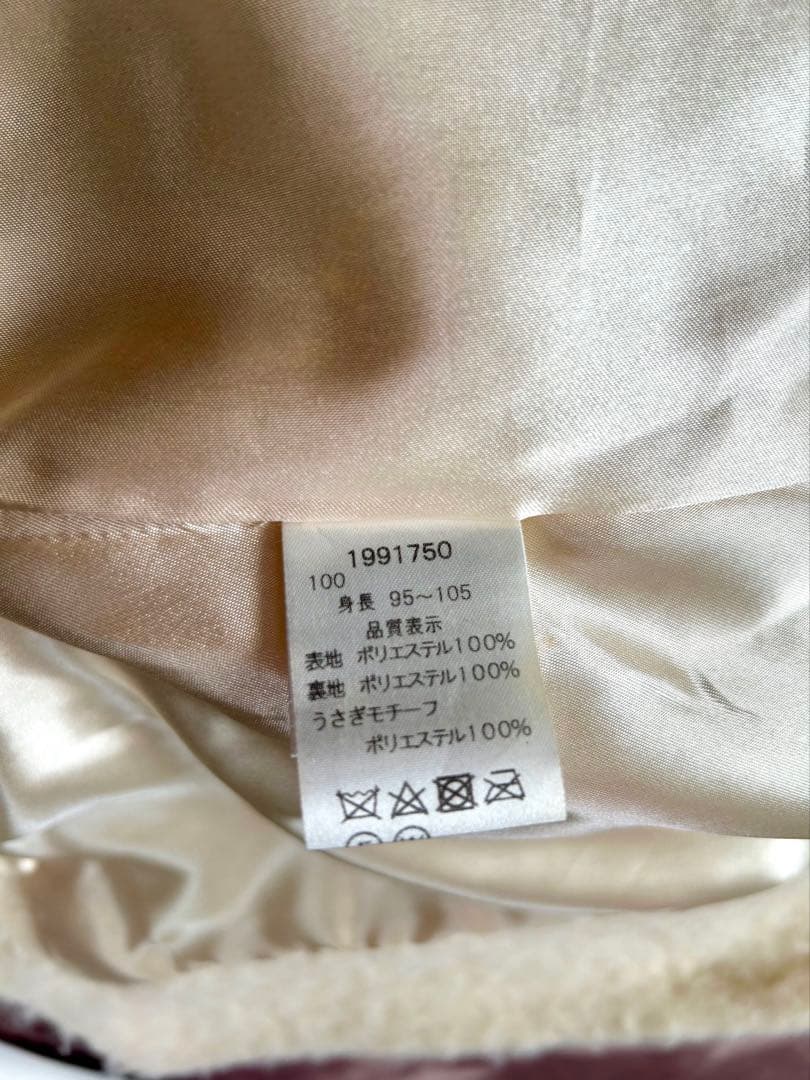 1991750
100
身長 95～105
品質表示
表地 ポリエステル100%
裏地 ポリエステル100%
うさぎモチーフ
ポリエステル100%